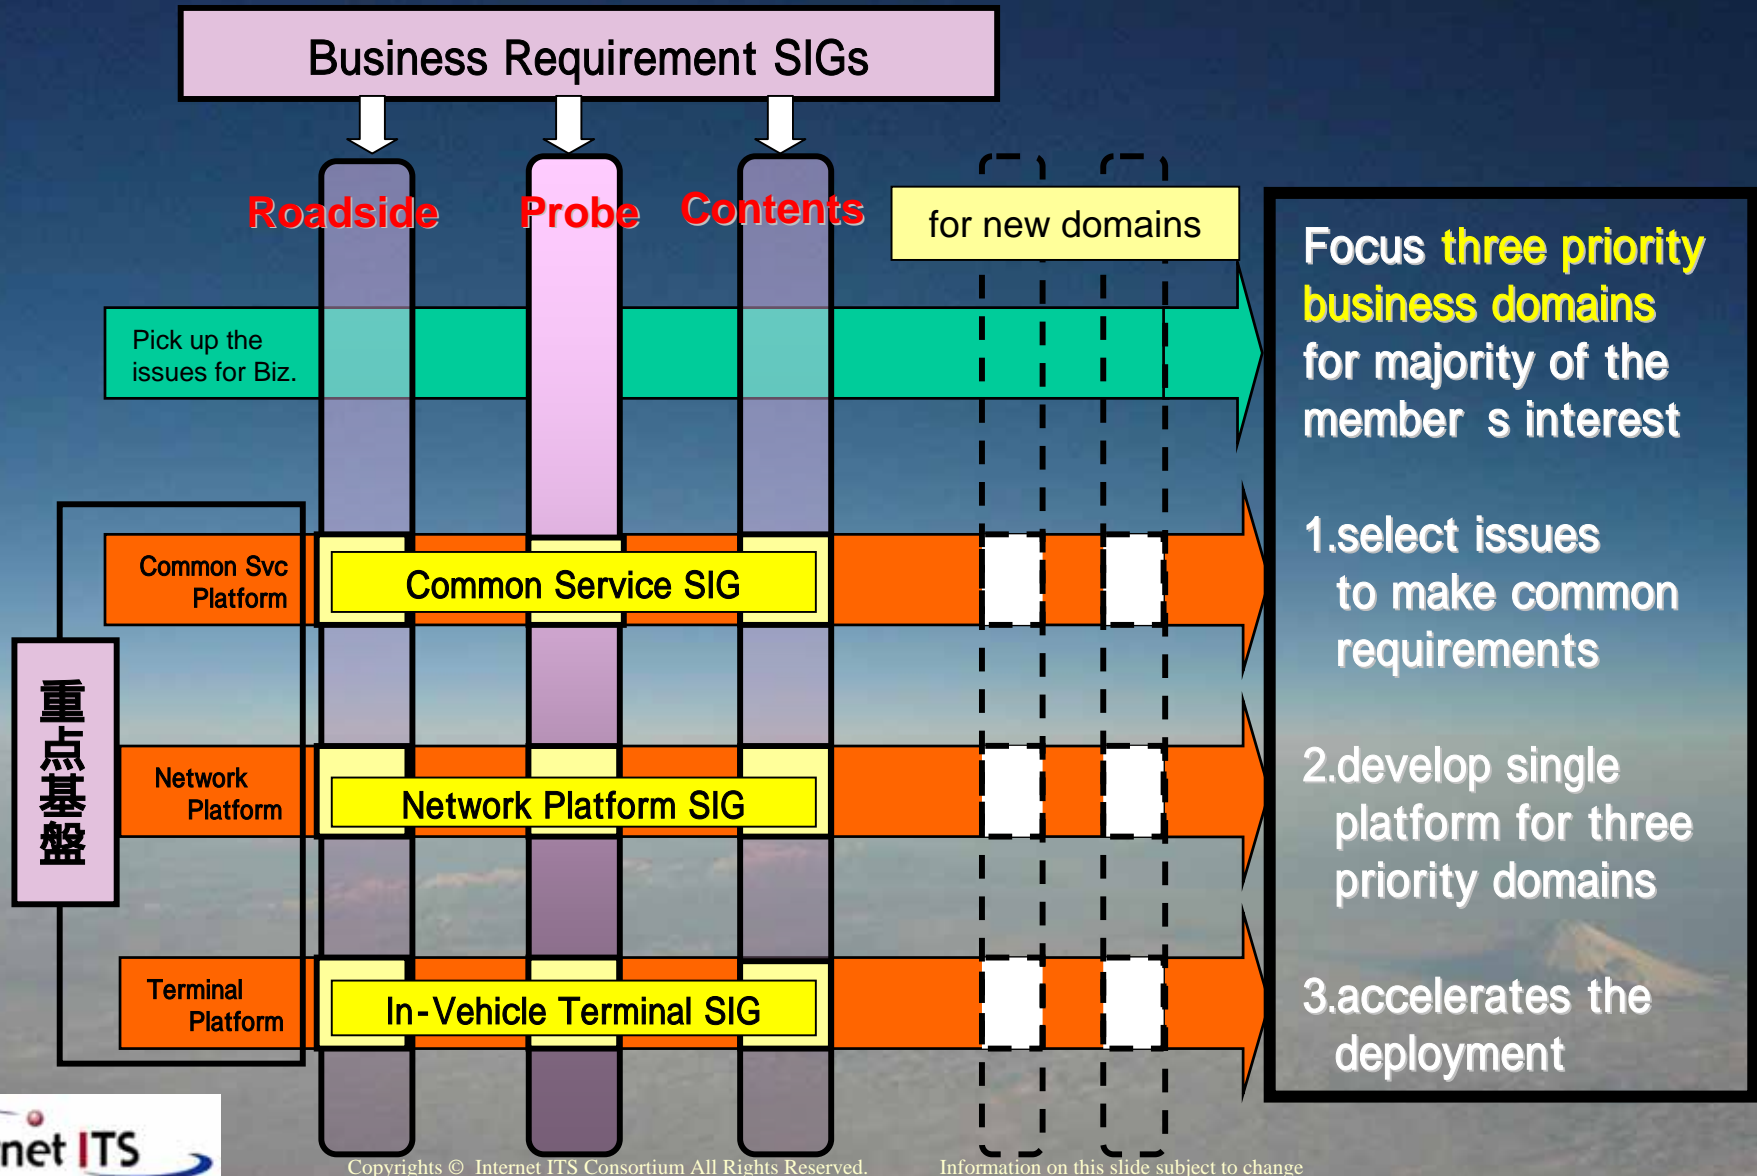 Business Requirement SIGs
Roadside
Probe
Contents
for new domains
Pick up the
issues for Biz.
Common Svc
Platform
Common Service SIG
重点基盤
Network
Platform
Network Platform SIG
Terminal
Platform
In-Vehicle Terminal SIG
Focus three priority
business domains
for majority of the
member s interest
1.select issues
to make common
requirements
2.develop single
platform for three
priority domains
3.accelerates the
deployment
net ITS
Copyrights © Internet ITS Consortium All Rights Reserved.
Information on this slide subject to change